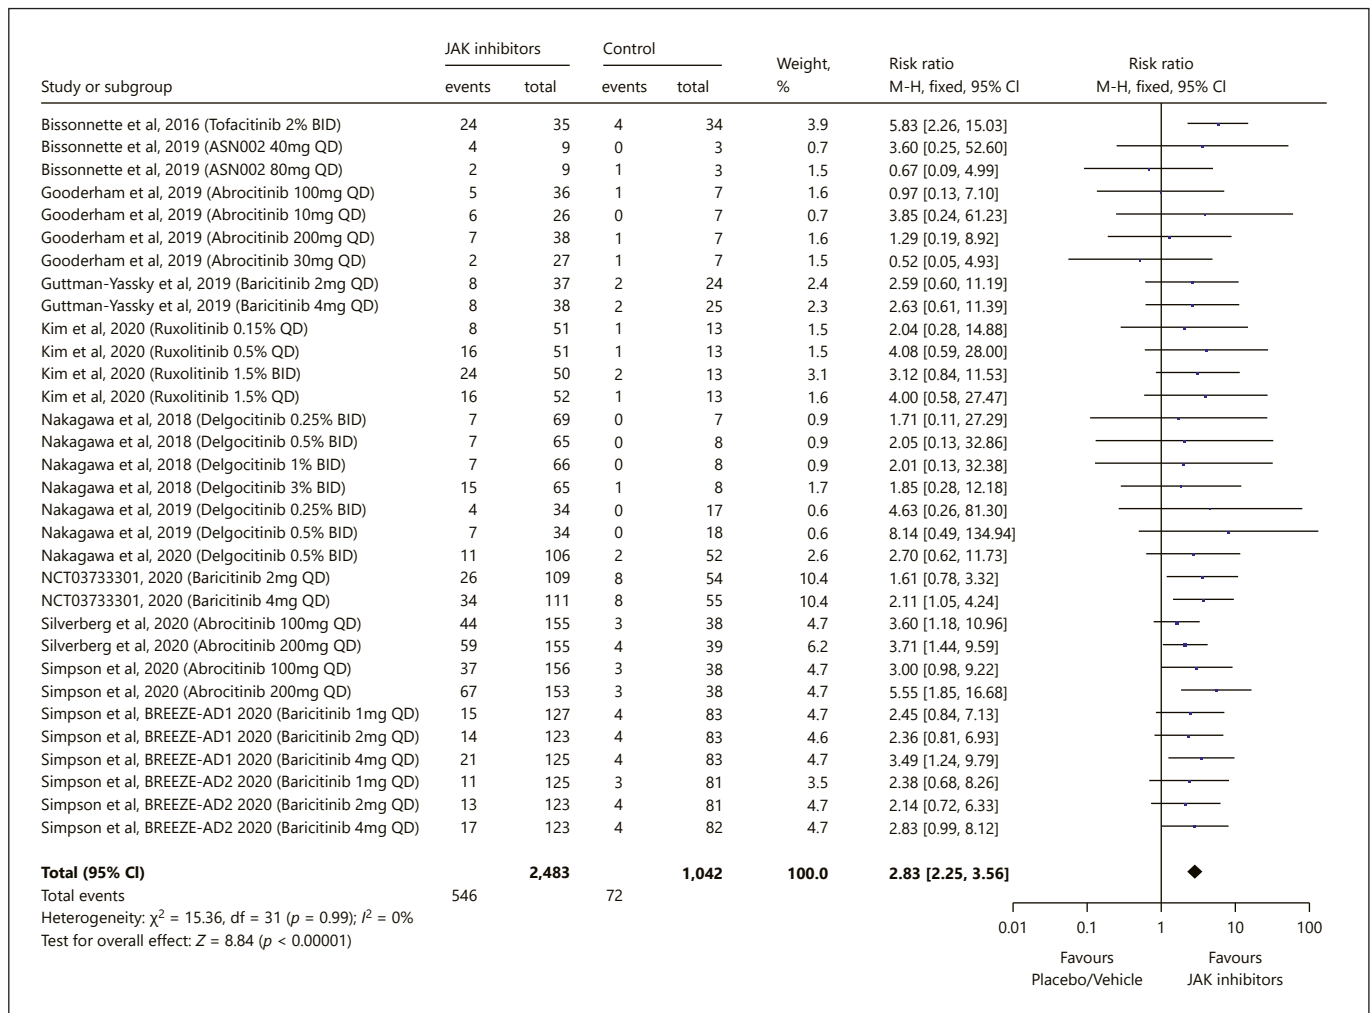 JAK inhibitors Control Weight, Risk ratio Risk ratio
Study or subgroup events total events total % M-H, fixed, 95% CI M-H, fixed, 95% CI
Bissonnette et al, 2016 (Tofacitinib 2% BID) 24 35 4 34 3.9 5.83 [2.26, 15.03]
Bissonnette et al, 2019 (ASN002 40mg QD) 4 9 0 3 0.7 3.60 [0.25, 52.60]
Bissonnette et al, 2019 (ASN002 80mg QD) 2 9 1 3 1.5 0.67 [0.09, 4.99]
Gooderham et al, 2019 (Abrocitinib 100mg QD) 5 36 1 7 1.6 0.97 [0.13, 7.10]
Gooderham et al, 2019 (Abrocitinib 10mg QD) 6 26 0 7 0.7 3.85 [0.24, 61.23]
Gooderham et al, 2019 (Abrocitinib 200mg QD) 7 38 1 7 1.6 1.29 [0.19, 8.92]
Gooderham et al, 2019 (Abrocitinib 30mg QD) 2 27 1 7 1.5 0.52 [0.05, 4.93]
Guttman-Yassky et al, 2019 (Baricitinib 2mg QD) 8 37 2 24 2.4 2.59 [0.60, 11.19]
Guttman-Yassky et al, 2019 (Baricitinib 4mg QD) 8 38 2 25 2.3 2.63 [0.61, 11.39]
Kim et al, 2020 (Ruxolitinib 0.15% QD) 8 51 1 13 1.5 2.04 [0.28, 14.88]
Kim et al, 2020 (Ruxolitinib 0.5% QD) 16 51 1 13 1.5 4.08 [0.59, 28.00]
Kim et al, 2020 (Ruxolitinib 1.5% BID) 24 50 2 13 3.1 3.12 [0.84, 11.53]
Kim et al, 2020 (Ruxolitinib 1.5% QD) 16 52 1 13 1.6 4.00 [0.58, 27.47]
Nakagawa et al, 2018 (Delgocitinib 0.25% BID) 7 69 0 7 0.9 1.71 [0.11, 27.29]
Nakagawa et al, 2018 (Delgocitinib 0.5% BID) 7 65 0 8 0.9 2.05 [0.13, 32.86]
Nakagawa et al, 2018 (Delgocitinib 1% BID) 7 66 0 8 0.9 2.01 [0.13, 32.38]
Nakagawa et al, 2018 (Delgocitinib 3% BID) 15 65 1 8 1.7 1.85 [0.28, 12.18]
Nakagawa et al, 2019 (Delgocitinib 0.25% BID) 4 34 0 17 0.6 4.63 [0.26, 81.30]
Nakagawa et al, 2019 (Delgocitinib 0.5% BID) 7 34 0 18 0.6 8.14 [0.49, 134.94]
Nakagawa et al, 2020 (Delgocitinib 0.5% BID) 11 106 2 52 2.6 2.70 [0.62, 11.73]
NCT03733301, 2020 (Baricitinib 2mg QD) 26 109 8 54 10.4 1.61 [0.78, 3.32]
NCT03733301, 2020 (Baricitinib 4mg QD) 34 111 8 55 10.4 2.11 [1.05, 4.24]
Silverberg et al, 2020 (Abrocitinib 100mg QD) 44 155 3 38 4.7 3.60 [1.18, 10.96]
Silverberg et al, 2020 (Abrocitinib 200mg QD) 59 155 4 39 6.2 3.71 [1.44, 9.59]
Simpson et al, 2020 (Abrocitinib 100mg QD) 37 156 3 38 4.7 3.00 [0.98, 9.22]
Simpson et al, 2020 (Abrocitinib 200mg QD) 67 153 3 38 4.7 5.55 [1.85, 16.68]
Simpson et al, BREEZE-AD1 2020 (Baricitinib 1mg QD) 15 127 4 83 4.7 2.45 [0.84, 7.13]
Simpson et al, BREEZE-AD1 2020 (Baricitinib 2mg QD) 14 123 4 83 4.6 2.36 [0.81, 6.93]
Simpson et al, BREEZE-AD1 2020 (Baricitinib 4mg QD) 21 125 4 83 4.7 3.49 [1.24, 9.79]
Simpson et al, BREEZE-AD2 2020 (Baricitinib 1mg QD) 11 125 3 81 3.5 2.38 [0.68, 8.26]
Simpson et al, BREEZE-AD2 2020 (Baricitinib 2mg QD) 13 123 4 81 4.7 2.14 [0.72, 6.33]
Simpson et al, BREEZE-AD2 2020 (Baricitinib 4mg QD) 17 123 4 82 4.7 2.83 [0.99, 8.12]
Total (95% CI) 2,483 1,042 100.0 2.83 [2.25, 3.56]
Total events 546 72
Heterogeneity: χ2 = 15.36, df = 31 (p = 0.99); I2 = 0%
Test for overall effect: Z = 8.84 (p < 0.00001)
0.01 0.1 1 10 100
Favours Favours
Placebo/Vehicle JAK inhibitors